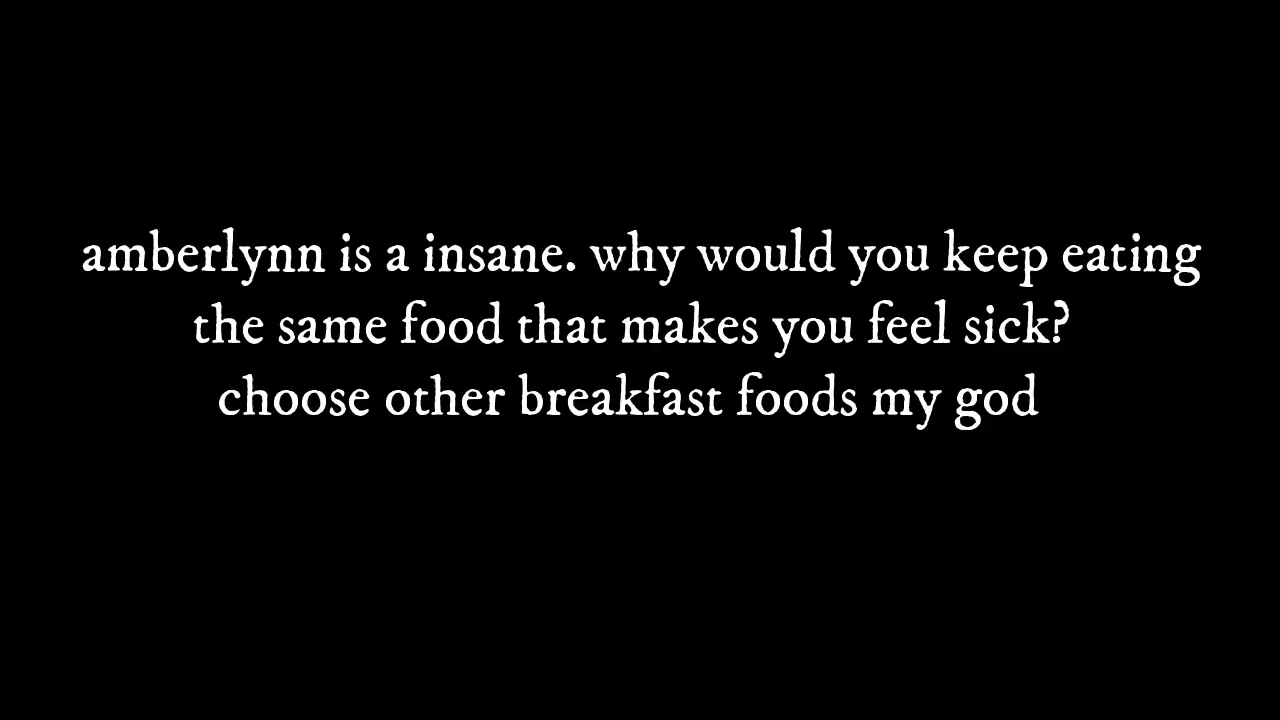 amberlynn is a insane. why would you keep eating
the same food that makes you feel sick?
choose other breakfast foods my god